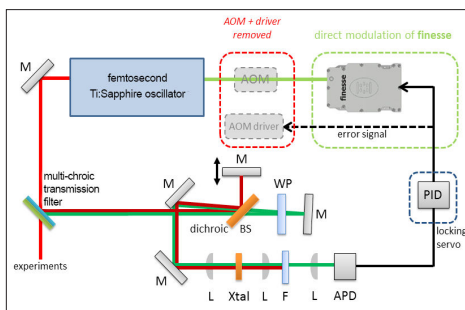 AOM + driver
removed
direct modulation of finesse
M
femtosecond
Ti:Sapphire oscillator
AOM
finesse
AOM driver
error signal
M
multi-chroic
transmission
filter
M
WP
M
PID
dichroic
BS
locking
servo
M
experiments
L
Xtal
L
F
L
APD